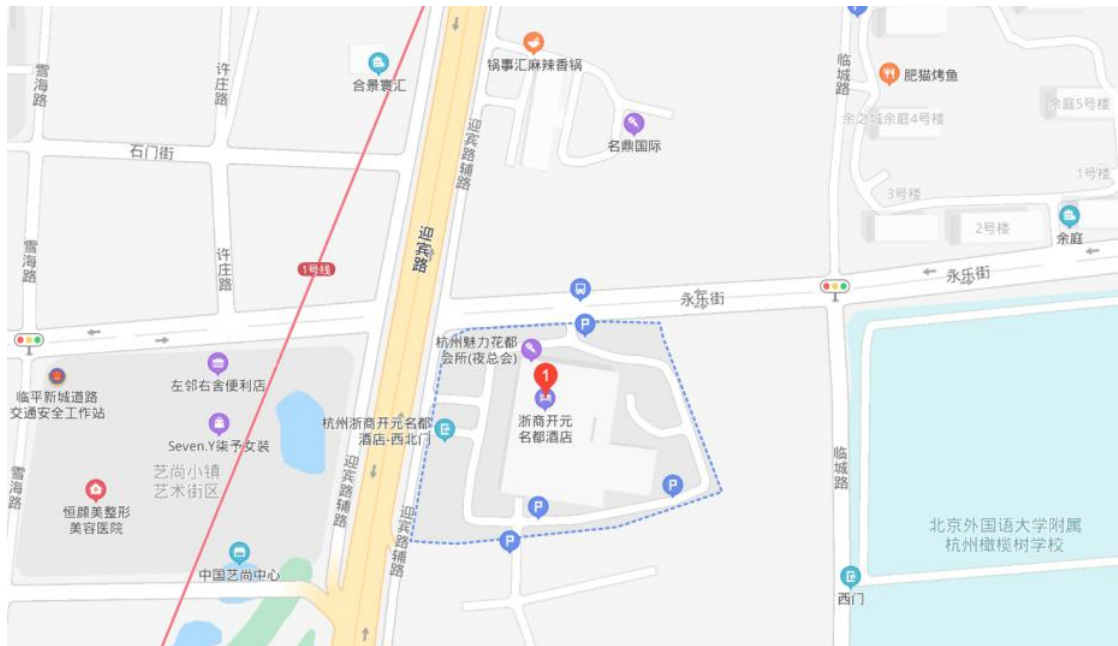 雪海路
许庄路
合景寰汇
锅事汇麻辣香锅
临城路
肥猫烤鱼
余庭5号楼
余之城余庭4号楼
名鼎国际
迎宾路辅路
石门街
1号楼
3号楼
2号楼
余庭
迎宾路
雪海路
许庄路
1号线
永乐街
永乐街
P
杭州魅力花都
会所(夜总会)
1
左邻右舍便利店
临平新城道路
交通安全工作站
浙商开元
名都酒店
杭州浙商开元名都
酒店-西北门
Seven.Y柒予女装
艺尚小镇
艺术街区
雪海路
迎宾路辅路
迎宾路辅路
临城路
恒颜美整形
美容医院
P
P
P
北京外国语大学附属
杭州橄榄树学校
中国艺尚中心
西门